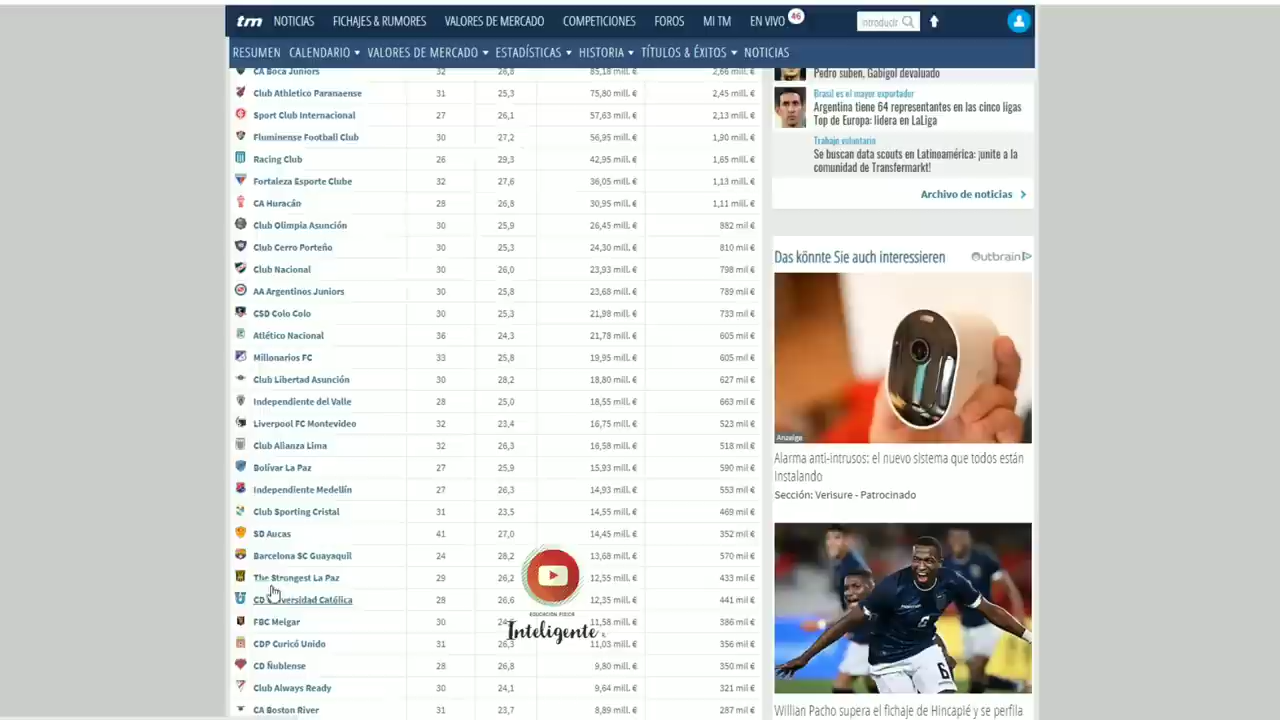 tm NOTICIAS FICHAJES & RUMORES VALORES DE MERCADO COMPETICIONES FOROS MI TM EN VIVO 46 Introducir
RESUMEN CALENDARIO VALORES DE MERCADO ESTADÍSTICAS HISTORIA TÍTULOS & ÉXITOS NOTICIAS
CA Boca Juniors 32 26,8 85,18 mill. € 2,66 mill. €
Club Athletico Paranaense 31 25,3 75,80 mill. € 2,45 mill. €
Sport Club Internacional 27 26,1 57,63 mill. € 2,13 mill. €
Fluminense Football Club 30 27,2 56,95 mill. € 1,90 mill. €
Racing Club 26 29,3 42,95 mill. € 1,65 mill. €
Fortaleza Esporte Clube 32 27,6 36,05 mill. € 1,13 mill. €
CA Huracán 28 26,8 30,95 mill. € 1,11 mill. €
Club Olimpia Asunción 30 25,9 26,45 mill. € 882 mil €
Club Cerro Porteño 30 25,3 24,30 mill. € 810 mil €
Club Nacional 30 26,0 23,93 mill. € 798 mil €
AA Argentinos Juniors 30 25,8 23,68 mill. € 789 mil €
CSD Colo Colo 30 25,3 21,98 mill. € 733 mil €
Atlético Nacional 36 24,3 21,78 mill. € 605 mil €
Millonarios FC 33 25,8 19,95 mill. € 605 mil €
Club Libertad Asunción 30 28,2 18,80 mill. € 627 mil €
Independiente del Valle 28 25,0 18,55 mill. € 663 mil €
Liverpool FC Montevideo 32 23,4 16,75 mill. € 523 mil €
Club Alianza Lima 32 26,3 16,58 mill. € 518 mil €
Bolívar La Paz 27 25,9 15,93 mill. € 590 mil €
Independiente Medellín 27 26,3 14,93 mill. € 553 mil €
Club Sporting Cristal 31 23,5 14,55 mill. € 469 mil €
SD Aucas 41 27,0 14,45 mill. € 352 mil €
Barcelona SC Guayaquil 24 28,2 13,68 mill. € 570 mil €
The Strongest La Paz 29 26,2 12,55 mill. € 433 mil €
CD Universidad Católica 28 26,6 12,35 mill. € 441 mil €
FBC Melgar 30 11,58 mill. € 386 mil €
CDP Curicó Unido 31 26,3 11,03 mill. € 356 mil €
CD Ñublense 28 26,8 9,80 mill. € 350 mil €
Club Always Ready 30 24,1 9,64 mill. € 321 mil €
CA Boston River 31 23,7 8,89 mill. € 287 mil €
EDUCACIÓN FÍSICA
Inteligente
Pedro suben, Gabigol devaluado
Brasil es el mayor exportador
Argentina tiene 64 representantes en las cinco ligas
Top de Europa: lidera en LaLiga
Trabajo voluntario
Se buscan data scouts en Latinoamérica: ¡unite a la
comunidad de Transfermarkt!
Archivo de noticias
Das könnte Sie auch interessieren Outbrain
Anzeige
Alarma anti-intrusos: el nuevo sistema que todos están
instalando
Sección: Verisure - Patrocinado
6
Willian Pacho supera el fichaje de Hincapié y se perfila